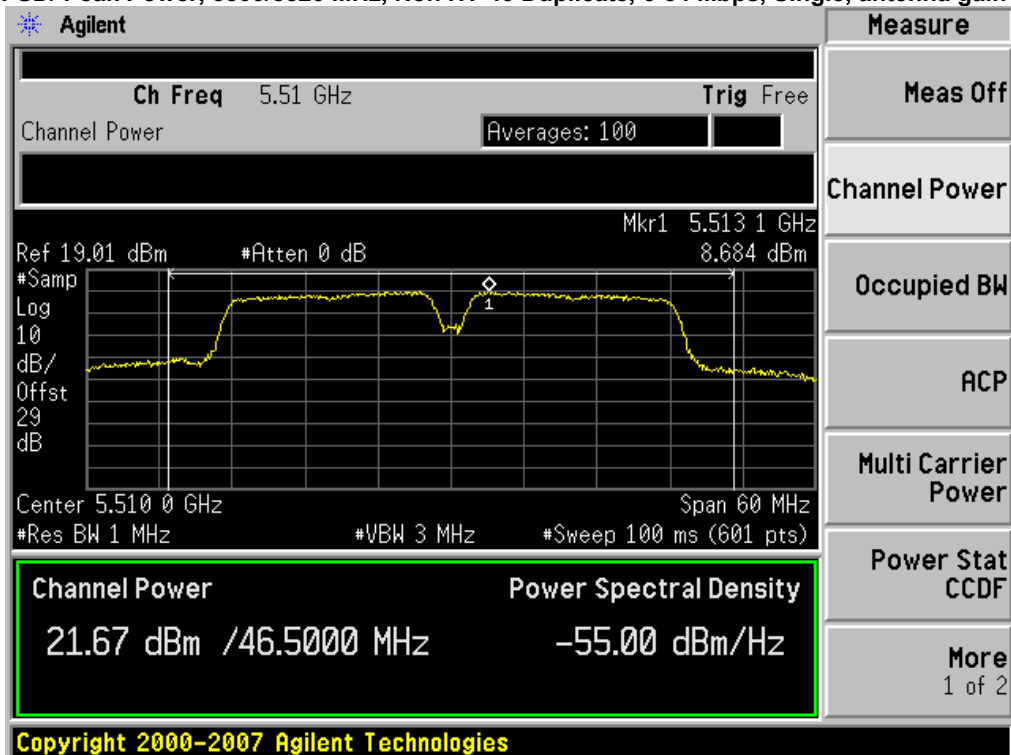 Agilent
Measure
Ch Freq 5.51 GHz Trig Free
Channel Power Averages: 100
Mkr1 5.513 1 GHz
Ref 19.01 dBm #Atten 0 dB 8.684 dBm
#Samp
Log
10
dB/
Offst
29
dB
1
Center 5.510 0 GHz Span 60 MHz
#Res BW 1 MHz #VBW 3 MHz #Sweep 100 ms (601 pts)
Channel Power Power Spectral Density
21.67 dBm /46.5000 MHz -55.00 dBm/Hz
Meas Off
Channel Power
Occupied BW
ACP
Multi Carrier
Power
Power Stat
CCDF
More
1 of 2
Copyright 2000-2007 Agilent Technologies